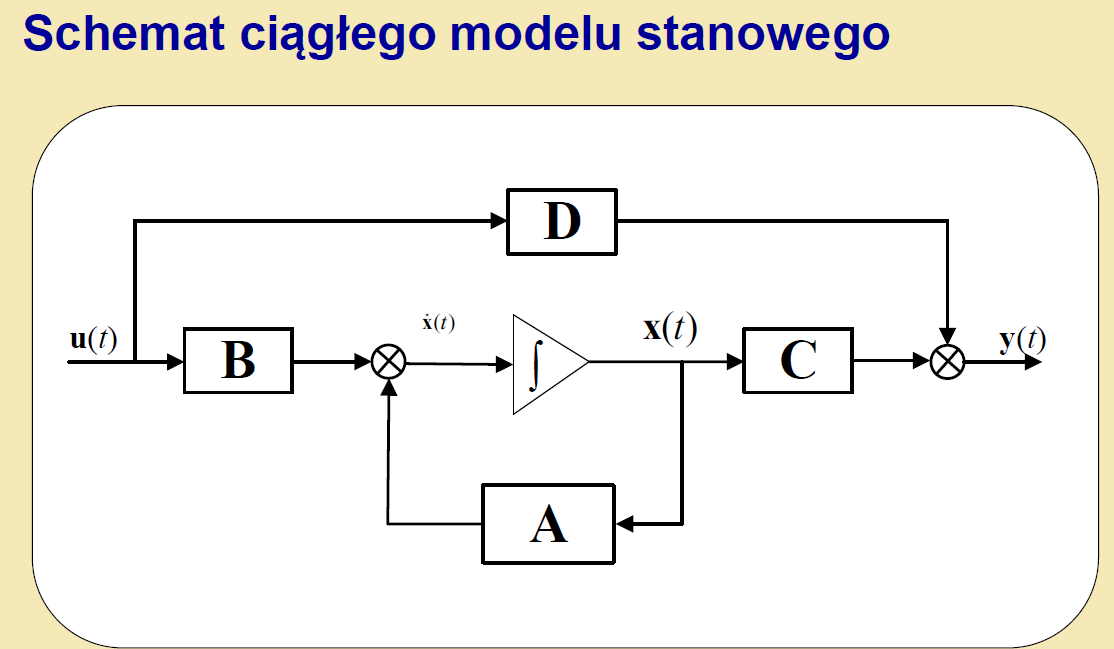 Schemat ciągłego modelu stanowego
D
u(t)
B
ẋ(t)
∫
x(t)
C
y(t)
A